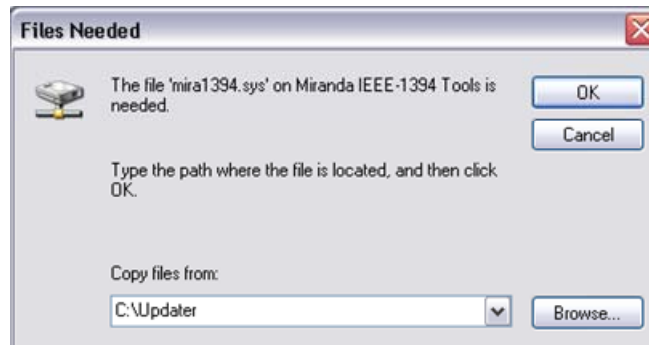 Files Needed
The file 'mira1394.sys' on Miranda IEEE-1394 Tools is
needed.
OK
Cancel
Type the path where the file is located, and then click
OK.
Copy files from:
C:\Updater
Browse...